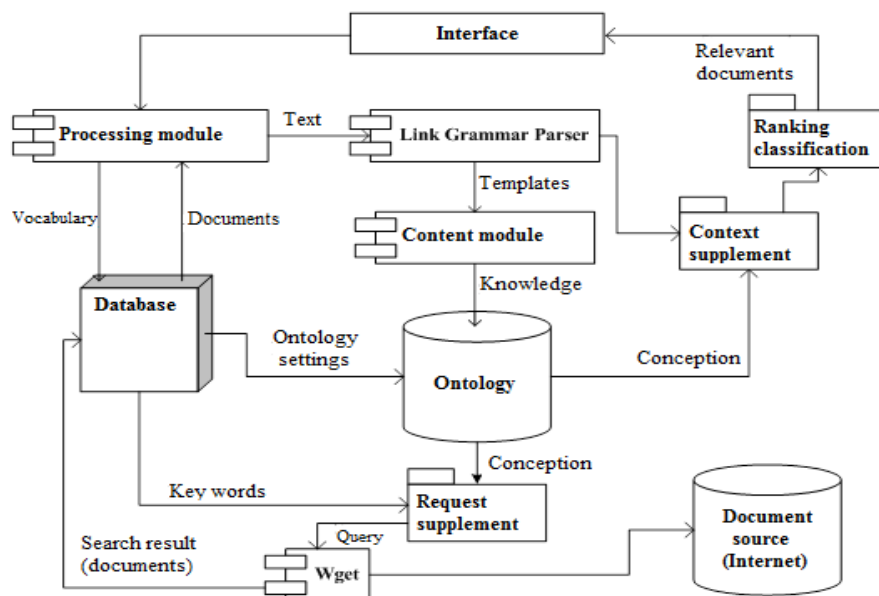 Interface
Relevant
documents
Processing module
Text
Link Grammar Parser
Ranking
classification
Templates
Vocabulary
Documents
Content module
Context
supplement
Knowledge
Database
Ontology
settings
Ontology
Conception
Conception
Key words
Request
supplement
Document
source
(Internet)
Search result
(documents)
Query
Wget